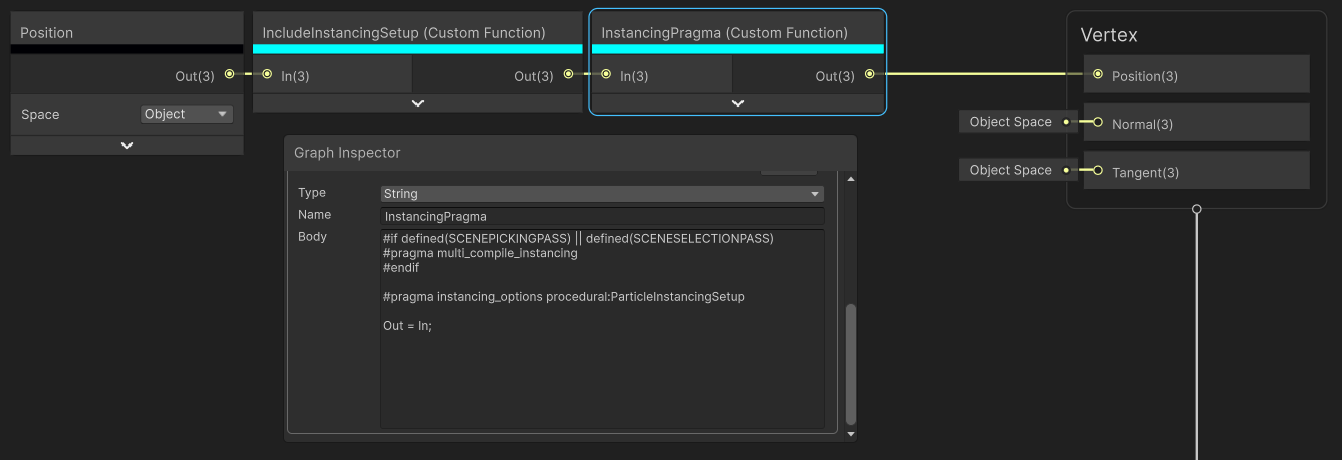 Position
Out(3)
Space
Object
IncludeInstancingSetup (Custom Function)
In(3)
Out(3)
InstancingPragma (Custom Function)
In(3)
Out(3)
Vertex
Position(3)
Object Space
Normal(3)
Object Space
Tangent(3)
Graph Inspector
Type
String
Name
InstancingPragma
Body
#if defined(SCENEPICKINGPASS) || defined(SCENESELECTIONPASS)
#pragma multi_compile_instancing
#endif
#pragma instancing_options procedural:ParticleInstancingSetup
Out = In;